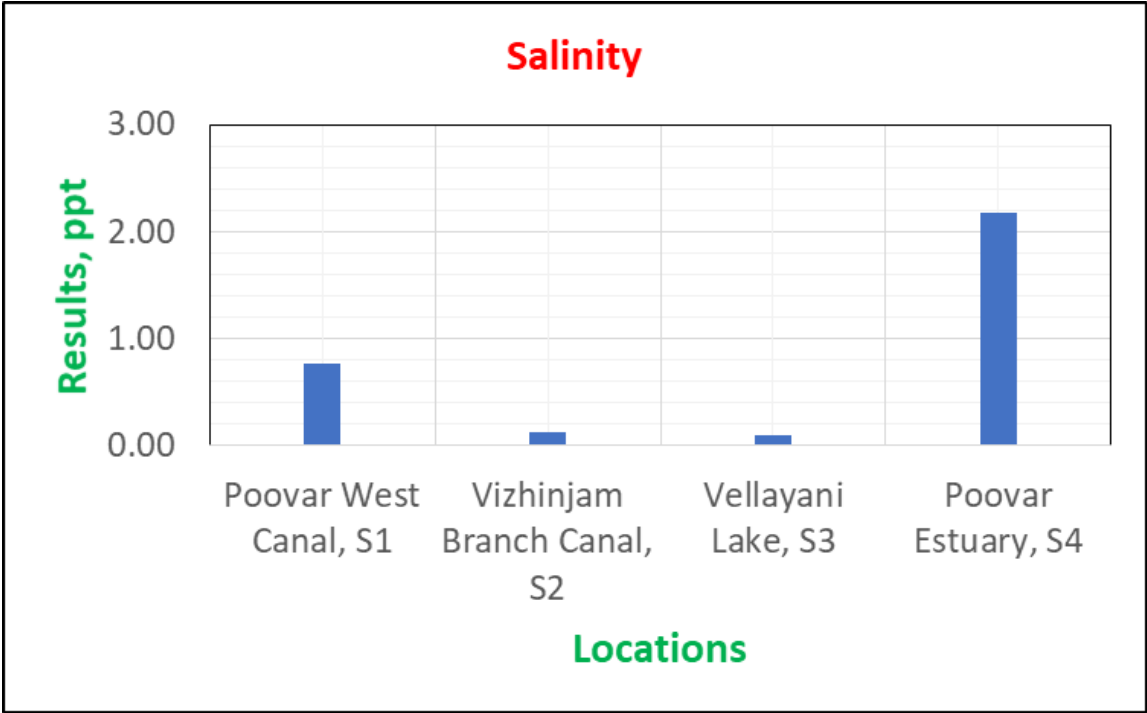 Salinity
Results, ppt
3.00
2.00
1.00
0.00
Poovar West
Canal, S1
Vizhinjam
Branch Canal,
S2
Vellayani
Lake, S3
Poovar
Estuary, S4
Locations